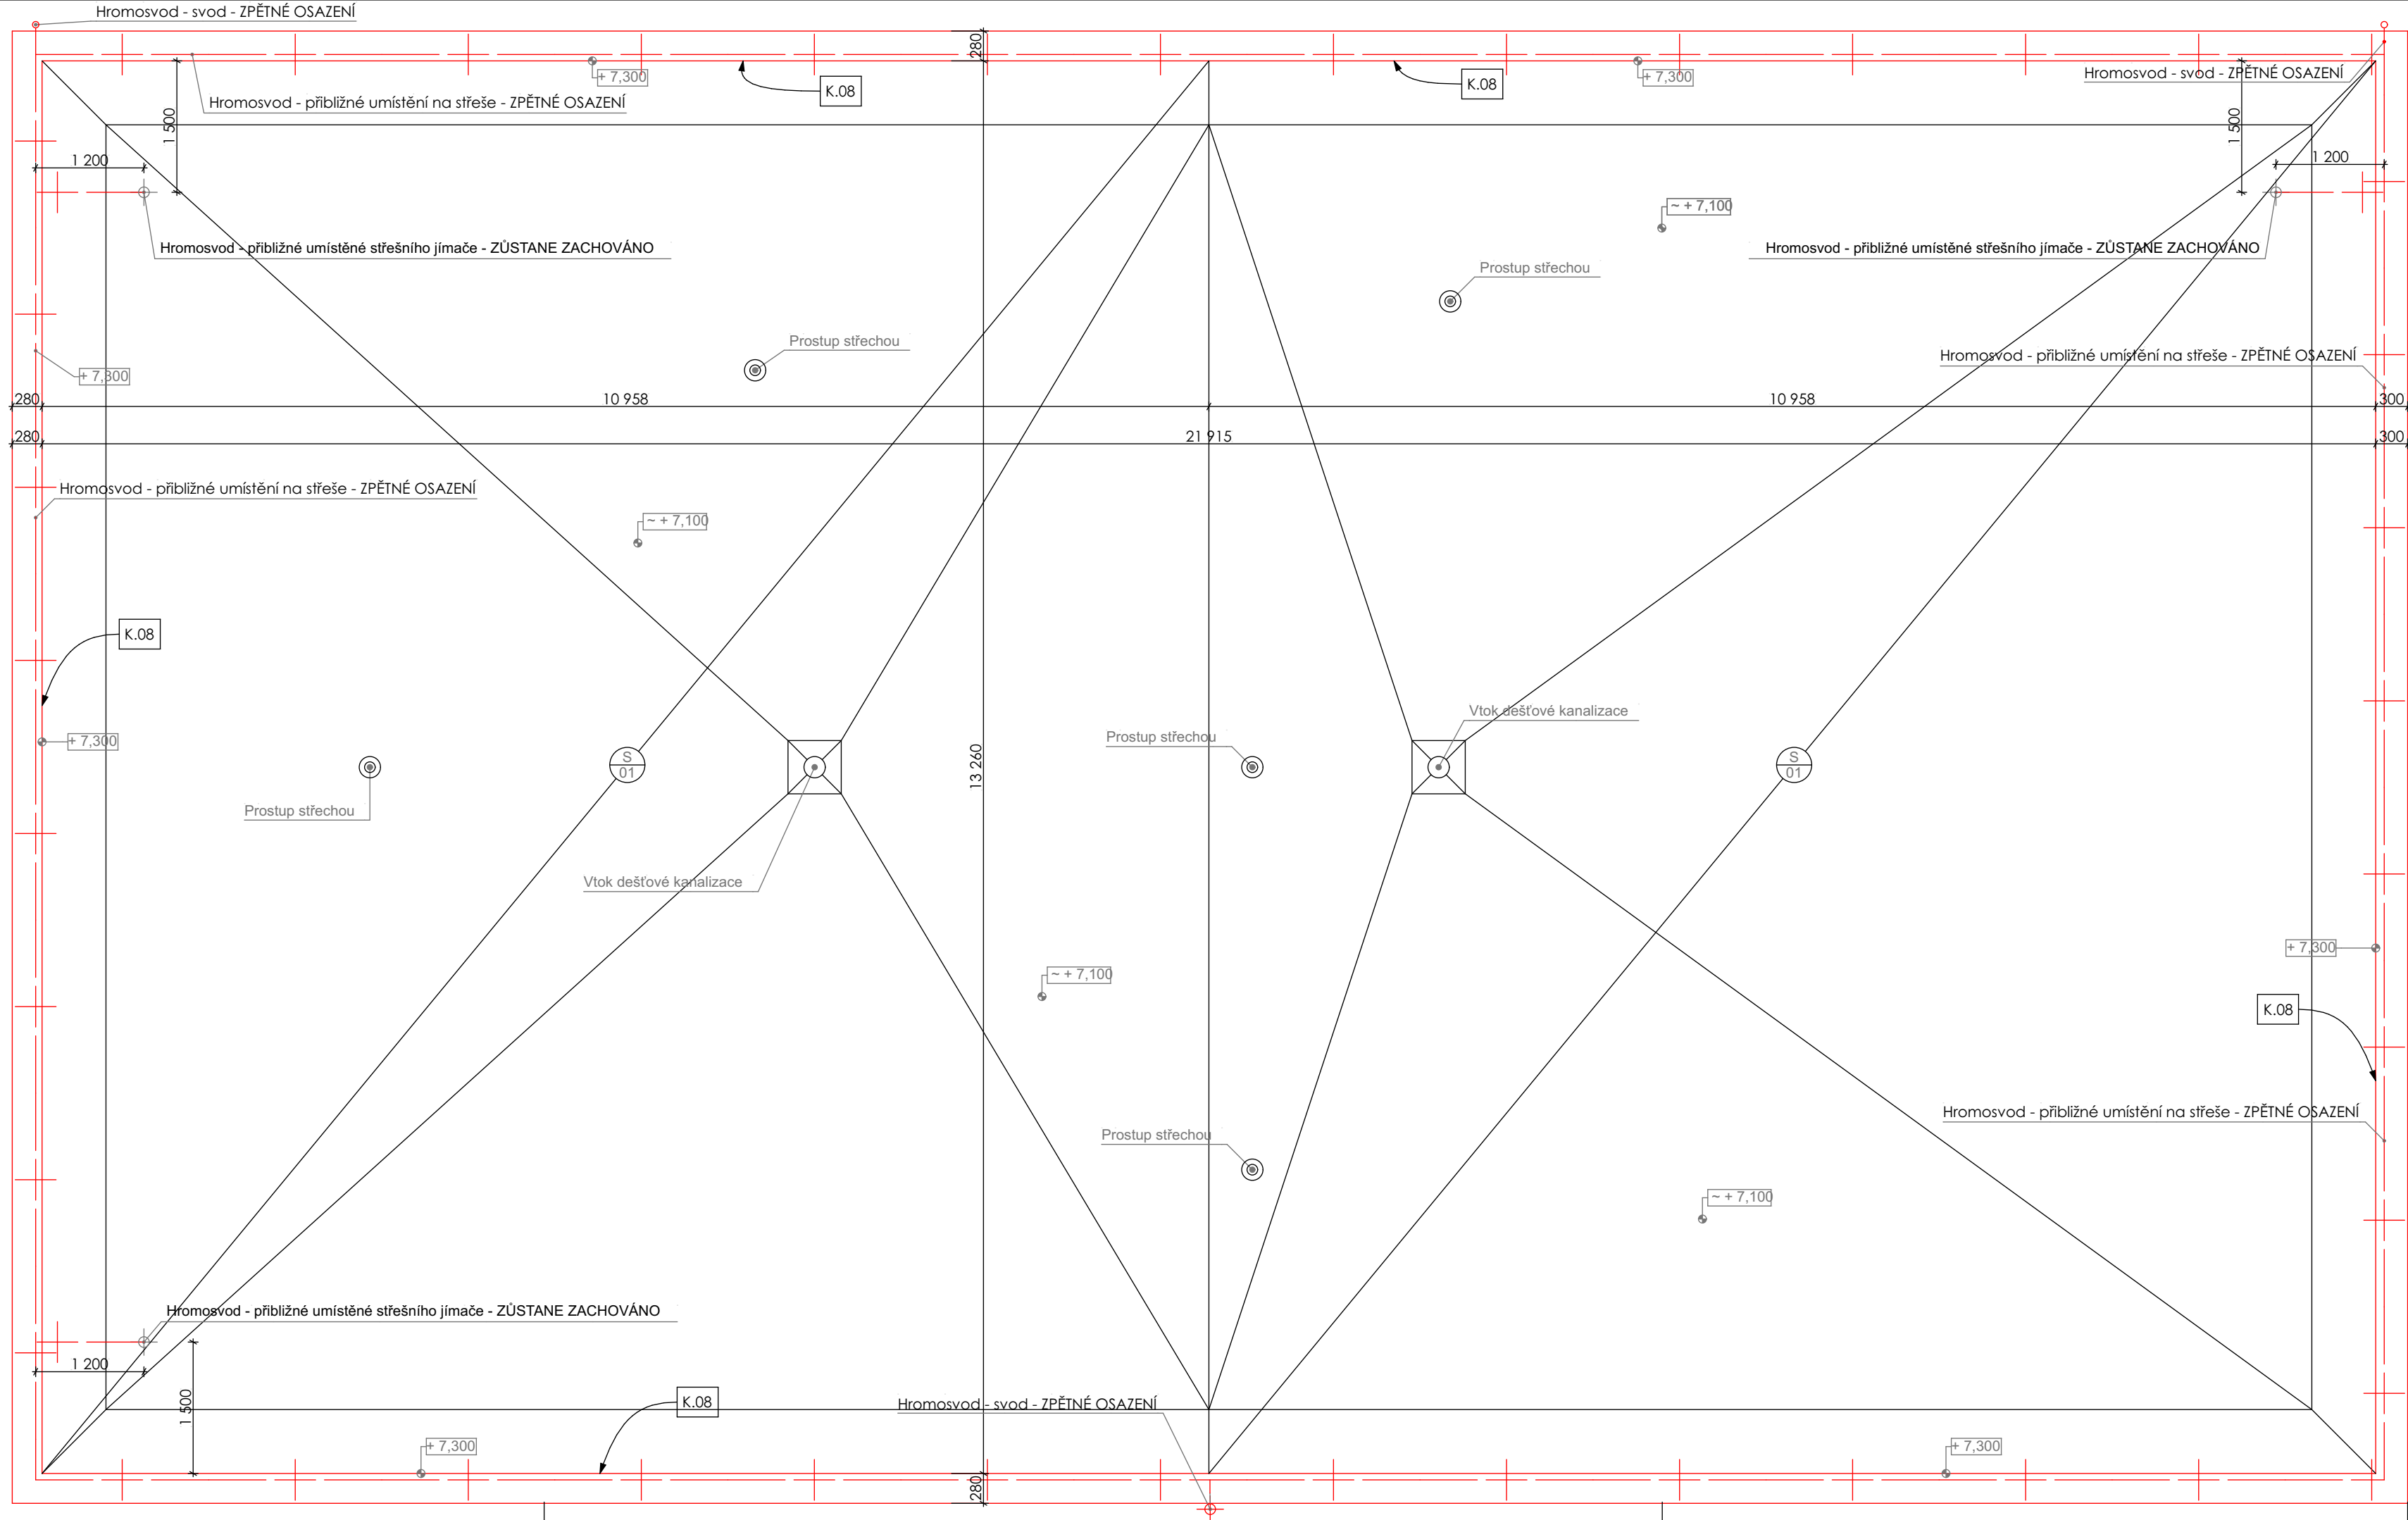 Hromosvod - svod - ZPĚTNÉ OSAZENÍ
280
+ 7,300
K.08
K.08
+ 7,300
Hromosvod - svod - ZPĚTNÉ OSAZENÍ
Hromosvod - přibližné umístění na střeše - ZPĚTNÉ OSAZENÍ
1 500
1 500
1 200
1 200
~ + 7,100
Hromosvod - přibližné umístěné střešního jímače - ZŮSTANE ZACHOVÁNO
Hromosvod - přibližné umístěné střešního jímače - ZŮSTANE ZACHOVÁNO
Prostup střechou
Prostup střechou
Hromosvod - přibližné umístění na střeše - ZPĚTNÉ OSAZENÍ
+ 7,300
280
10 958
10 958
300
280
21 915
300
Hromosvod - přibližné umístění na střeše - ZPĚTNÉ OSAZENÍ
~ + 7,100
K.08
Vtok dešťové kanalizace
Prostup střechou
+ 7,300
S
01
13 260
S
01
Prostup střechou
Vtok dešťové kanalizace
+ 7,300
~ + 7,100
K.08
Hromosvod - přibližné umístění na střeše - ZPĚTNÉ OSAZENÍ
Prostup střechou
~ + 7,100
Hromosvod - přibližné umístěné střešního jímače - ZŮSTANE ZACHOVÁNO
1 200
1 500
K.08
Hromosvod - svod - ZPĚTNÉ OSAZENÍ
+ 7,300
+ 7,300
280